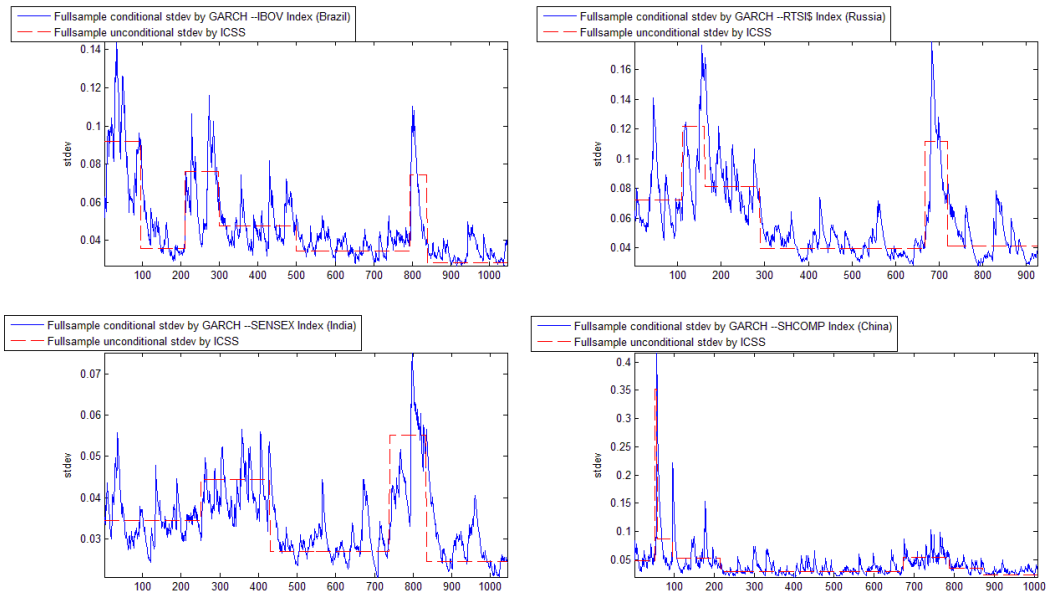 Fullsample conditional stdev by GARCH --IBOV Index (Brazil)
Fullsample unconditional stdev by ICSS
0.14
0.12
0.1
0.08
0.06
0.04
stdev
100 200 300 400 500 600 700 800 900 1000
Fullsample conditional stdev by GARCH --RTSI$ Index (Russia)
Fullsample unconditional stdev by ICSS
0.16
0.14
0.12
0.1
0.08
0.06
0.04
stdev
100 200 300 400 500 600 700 800 900
Fullsample conditional stdev by GARCH --SENSEX Index (India)
Fullsample unconditional stdev by ICSS
0.07
0.06
0.05
0.04
0.03
stdev
100 200 300 400 500 600 700 800 900 1000
Fullsample conditional stdev by GARCH --SHCOMP Index (China)
Fullsample unconditional stdev by ICSS
0.4
0.35
0.3
0.25
0.2
0.15
0.1
0.05
stdev
100 200 300 400 500 600 700 800 900 1000